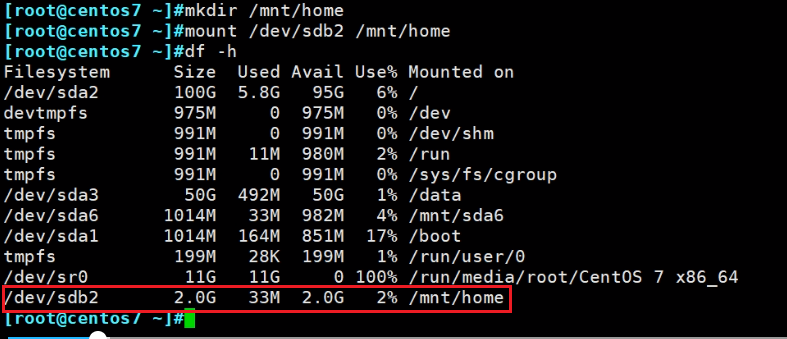 [root@centos7 ~]#mkdir /mnt/home
[root@centos7 ~]#mount /dev/sdb2 /mnt/home
[root@centos7 ~]#df -h
Filesystem      Size  Used Avail Use% Mounted on
/dev/sda2       100G  5.8G   95G   6% /
devtmpfs        975M     0  975M   0% /dev
tmpfs           991M     0  991M   0% /dev/shm
tmpfs           991M   11M  980M   2% /run
tmpfs           991M     0  991M   0% /sys/fs/cgroup
/dev/sda3        50G  492M   50G   1% /data
/dev/sda6      1014M   33M  982M   4% /mnt/sda6
/dev/sda1      1014M  164M  851M  17% /boot
tmpfs           199M   28K  199M   1% /run/user/0
/dev/sr0         11G   11G     0 100% /run/media/root/CentOS 7 x86_64
/dev/sdb2       2.0G   33M  2.0G   2% /mnt/home
[root@centos7 ~]#